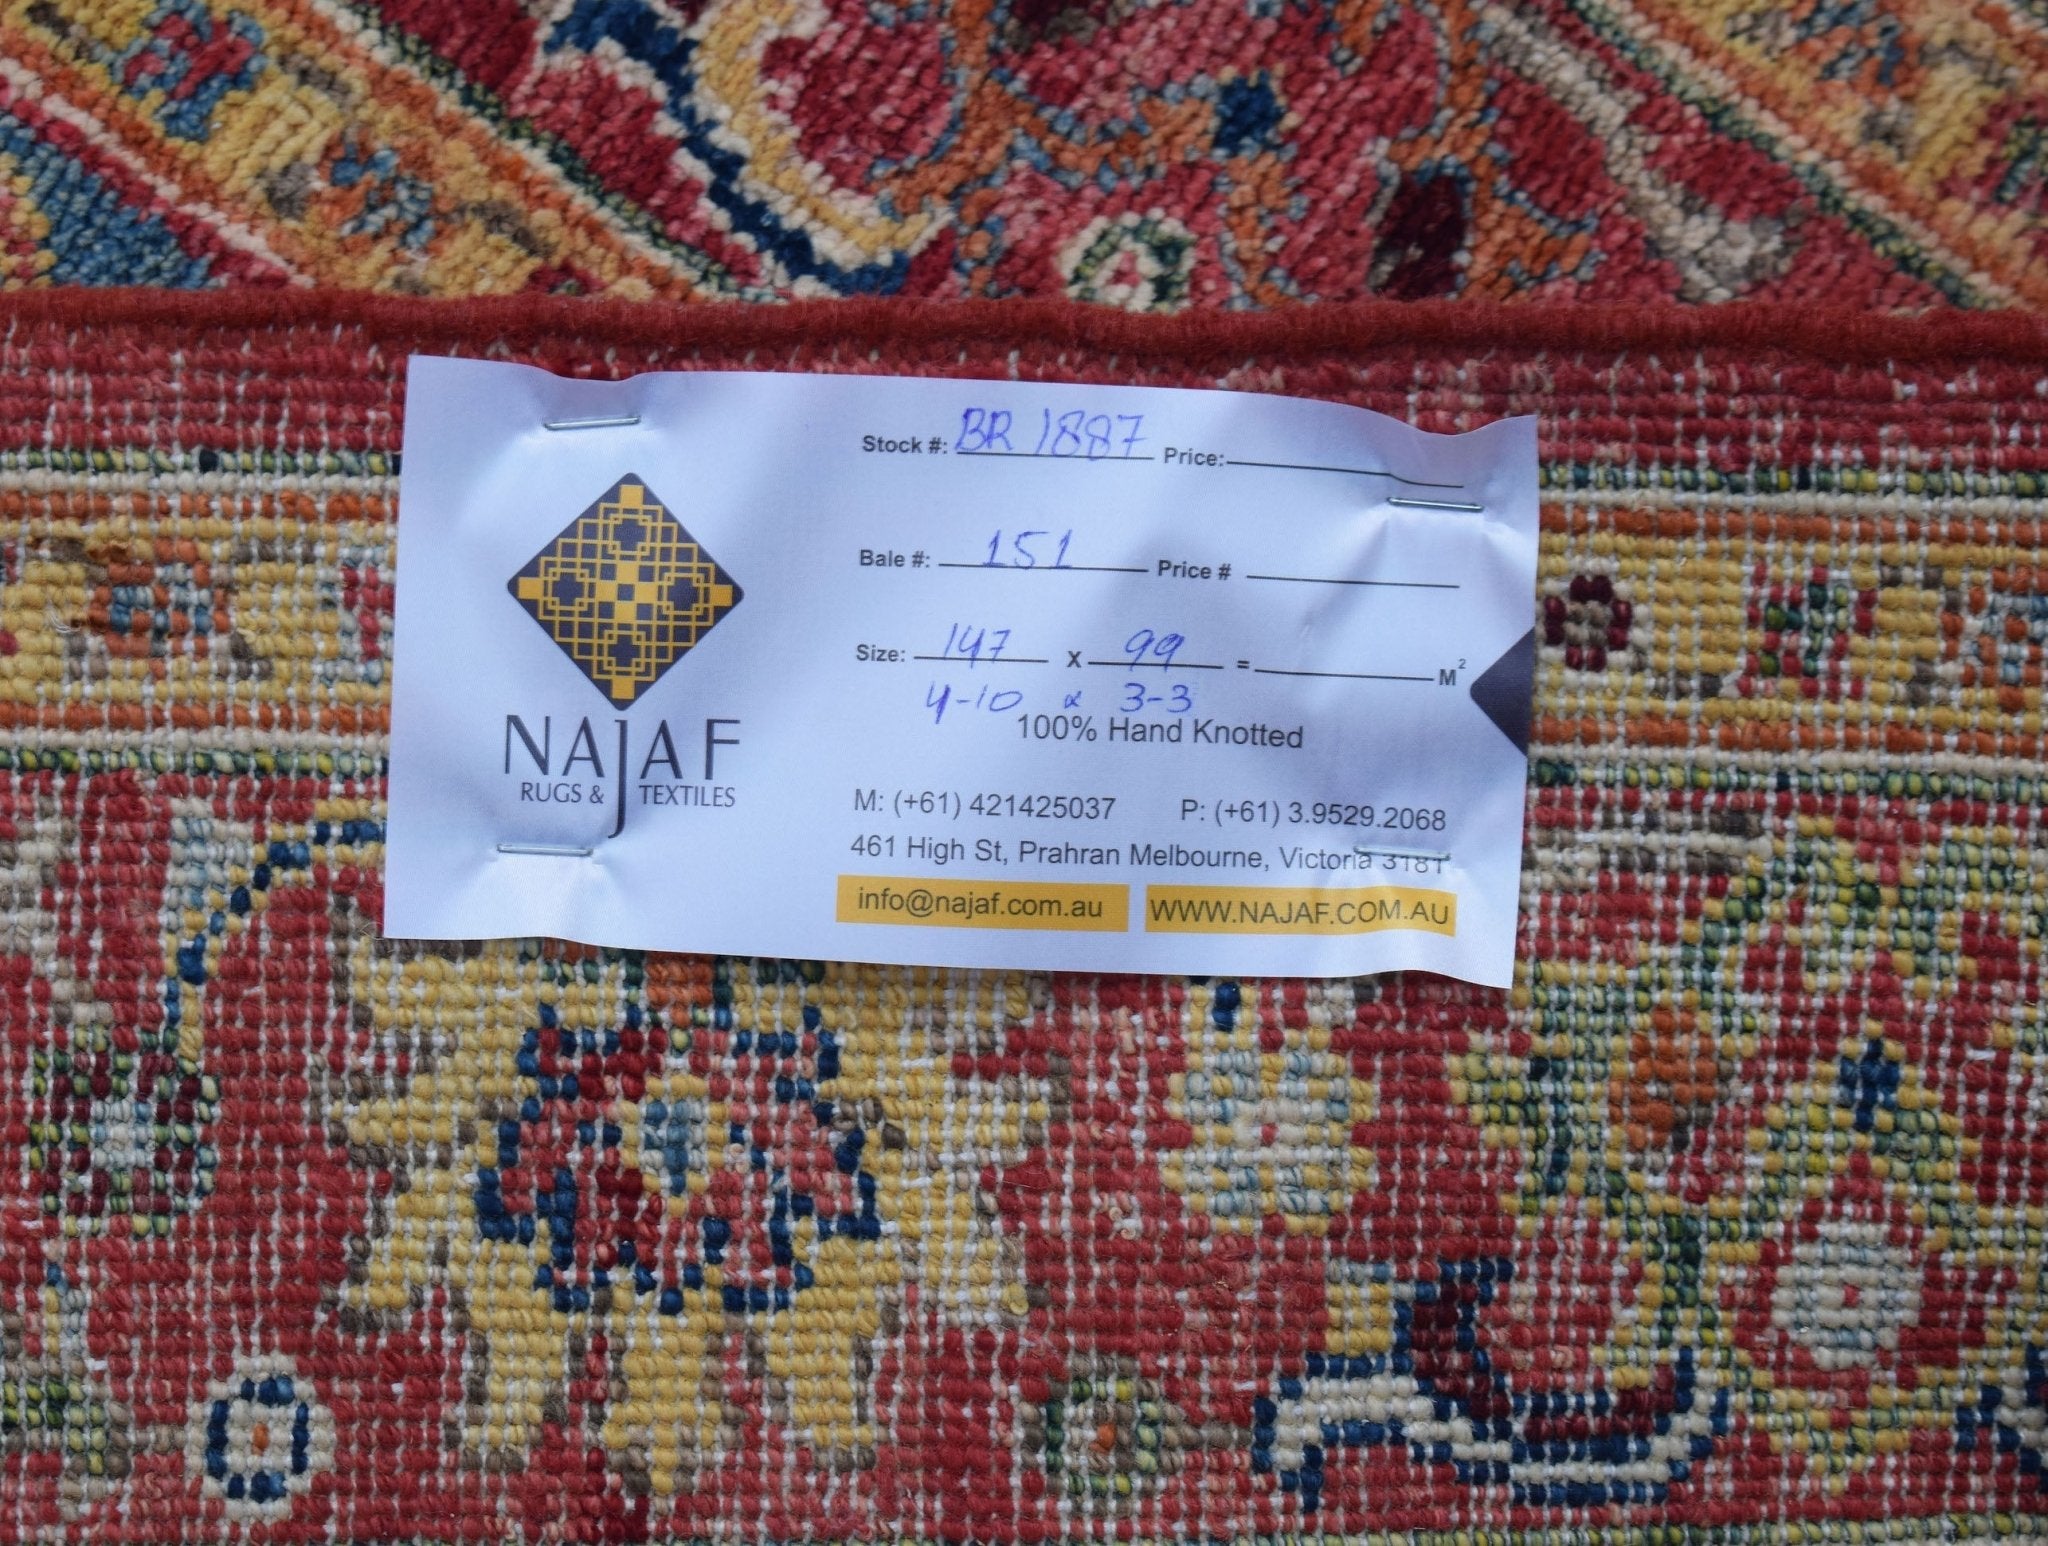 Stock #: BR 1887 Price:
Bale #: 151 Price #
Size: 147 x 99 = M²
4-10 x 3-3
100% Hand Knotted
NAJAF
RUGS & TEXTILES
M: (+61) 421425037 P: (+61) 3.9529.2068
461 High St, Prahran Melbourne, Victoria 3181
info@najaf.com.au WWW.NAJAF.COM.AU